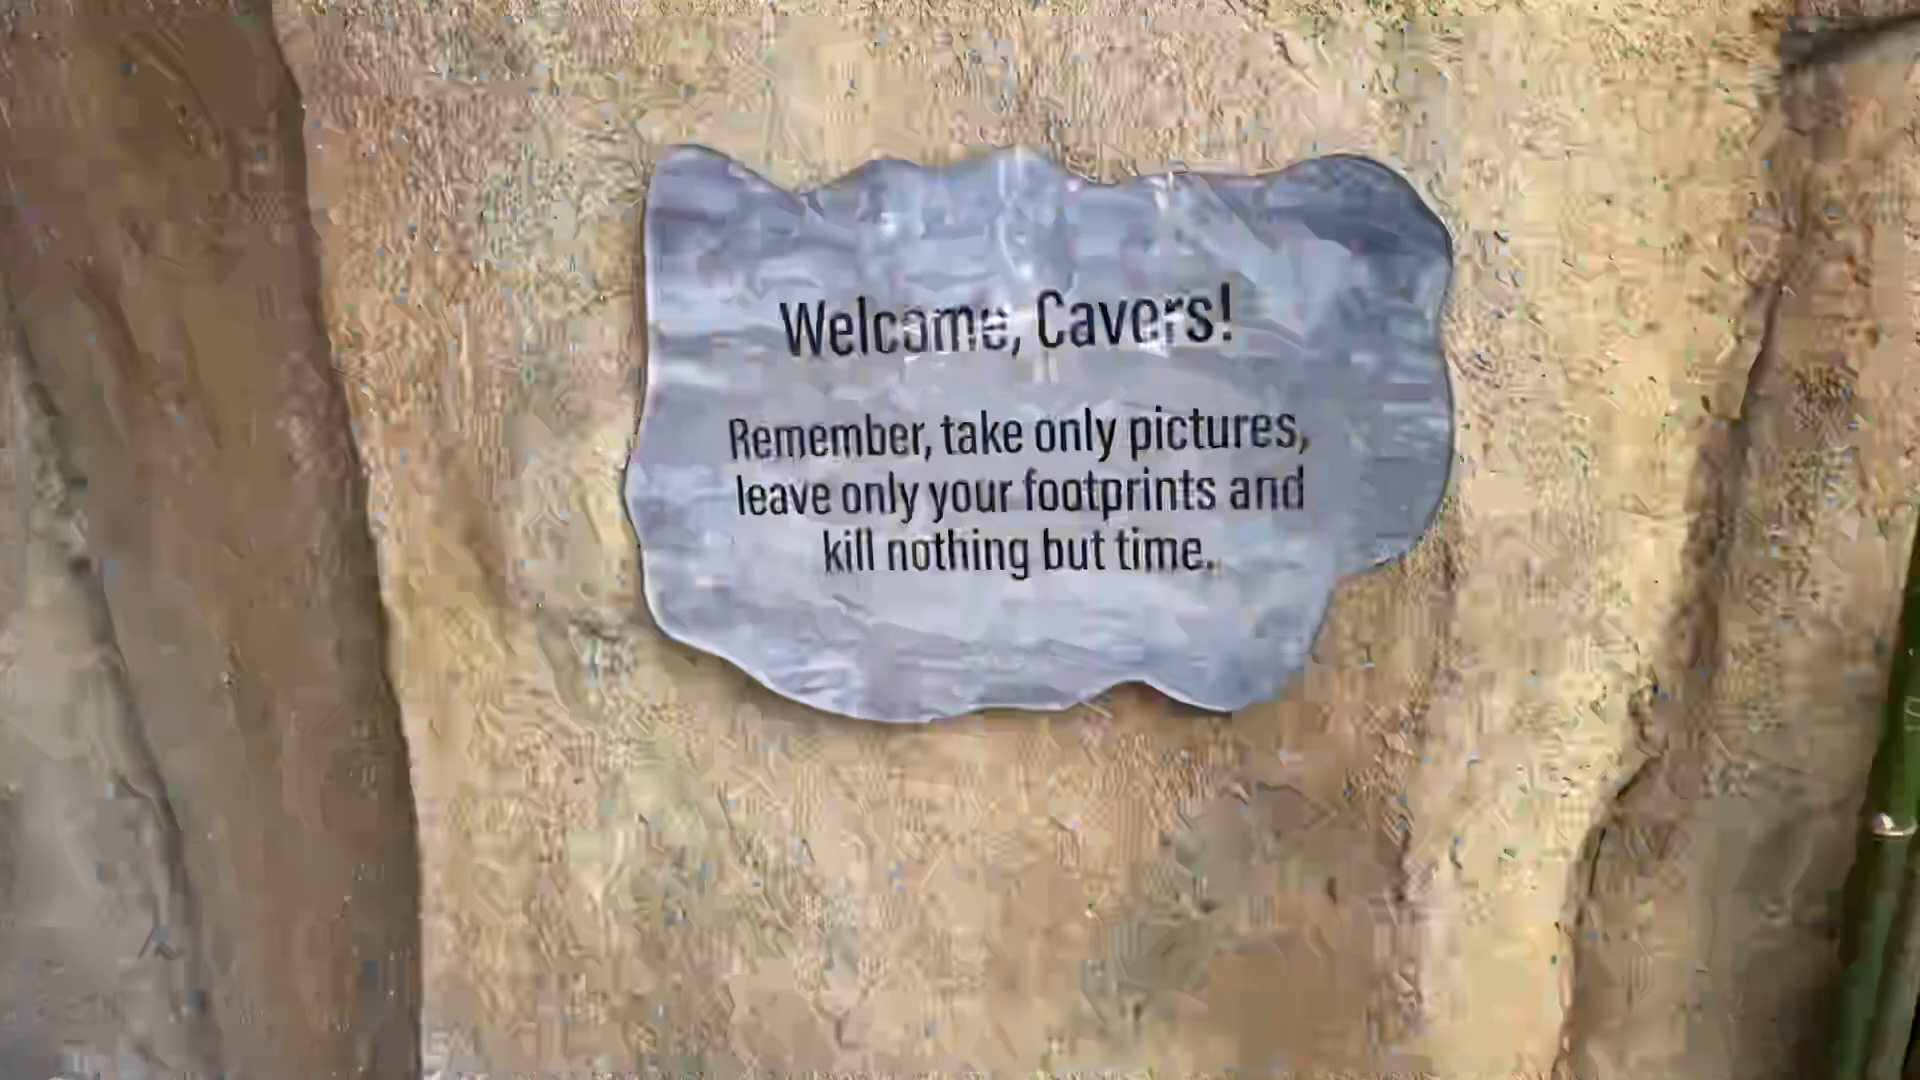 Welcome, Cavers!
Remember, take only pictures,
leave only your footprints and
kill nothing but time.